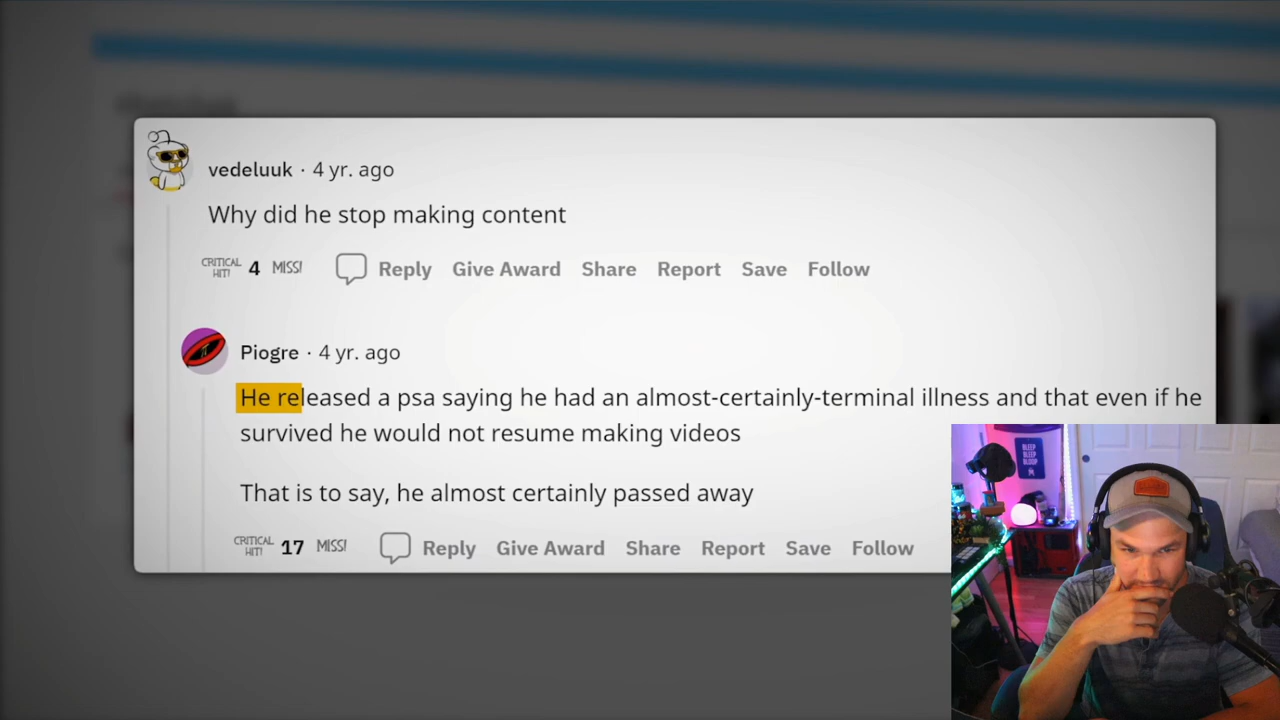 vedeluuk · 4 yr. ago
Why did he stop making content
CRITICAL HIT! 4 MISS! Reply Give Award Share Report Save Follow
Piogre · 4 yr. ago
He released a psa saying he had an almost-certainly-terminal illness and that even if he
survived he would not resume making videos
That is to say, he almost certainly passed away
CRITICAL HIT! 17 MISS! Reply Give Award Share Report Save Follow
BLEEP
BLEEP
BLOOP